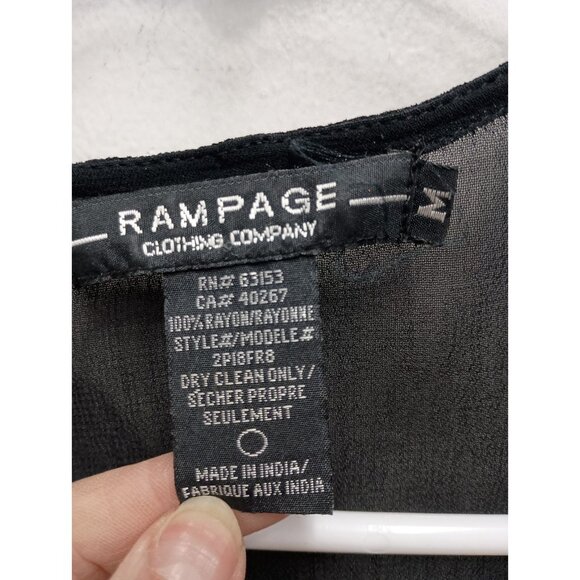 RAMPAGE
CLOTHING COMPANY
M
RN# 63153
CA# 40267
100% RAYON/RAYONNE
STYLE#/MODELE#
2P18FR8
DRY CLEAN ONLY/
SECHER PROPRE
SEULEMENT
MADE IN INDIA/
FABRIQUE AUX INDIA